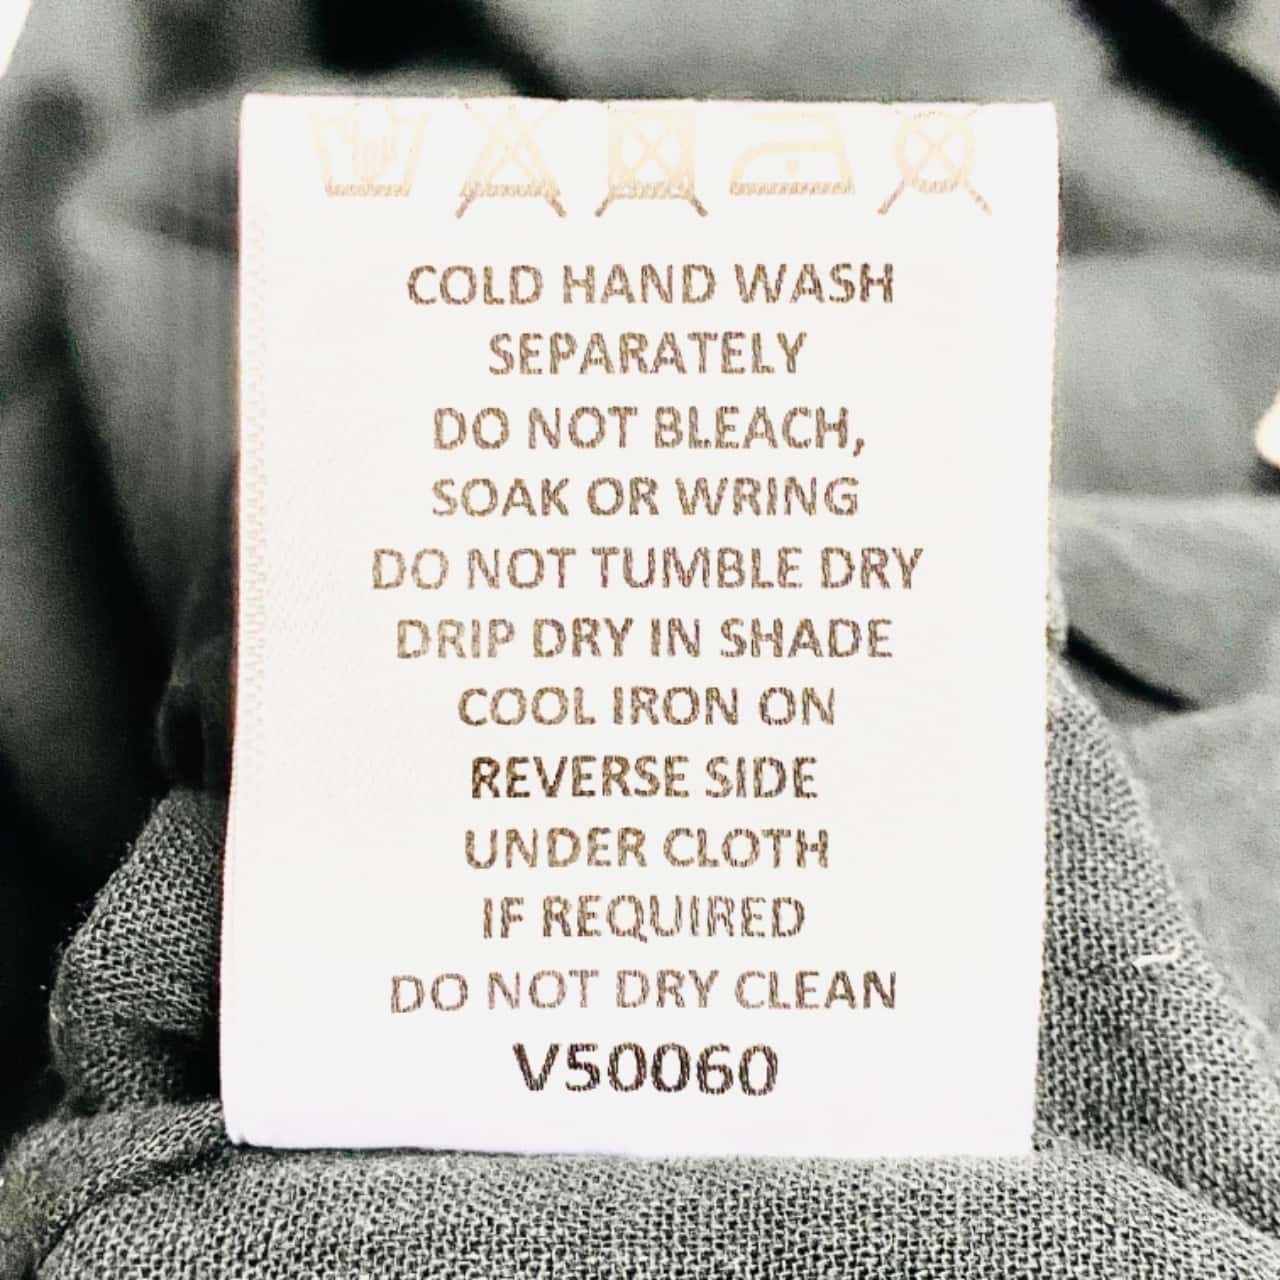 COLD HAND WASH
SEPARATELY
DO NOT BLEACH,
SOAK OR WRING
DO NOT TUMBLE DRY
DRIP DRY IN SHADE
COOL IRON ON
REVERSE SIDE
UNDER CLOTH
IF REQUIRED
DO NOT DRY CLEAN
V50060